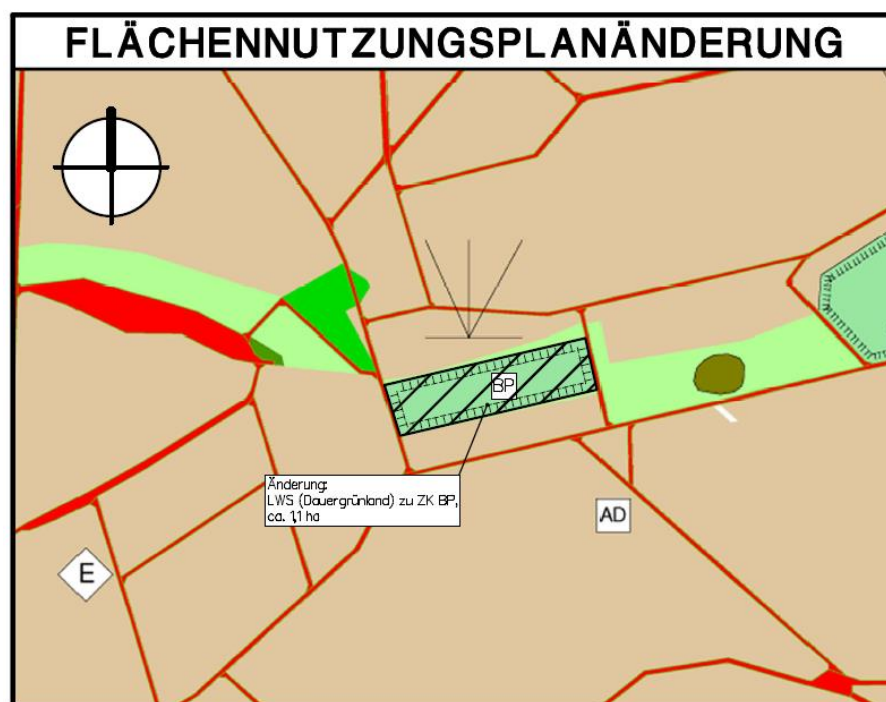 FLÄCHENNUTZUNGSPLANÄNDERUNG
BP
Änderung:
LWS (Dauergrünland) zu ZK BP,
ca. 1,1 ha
AD
E